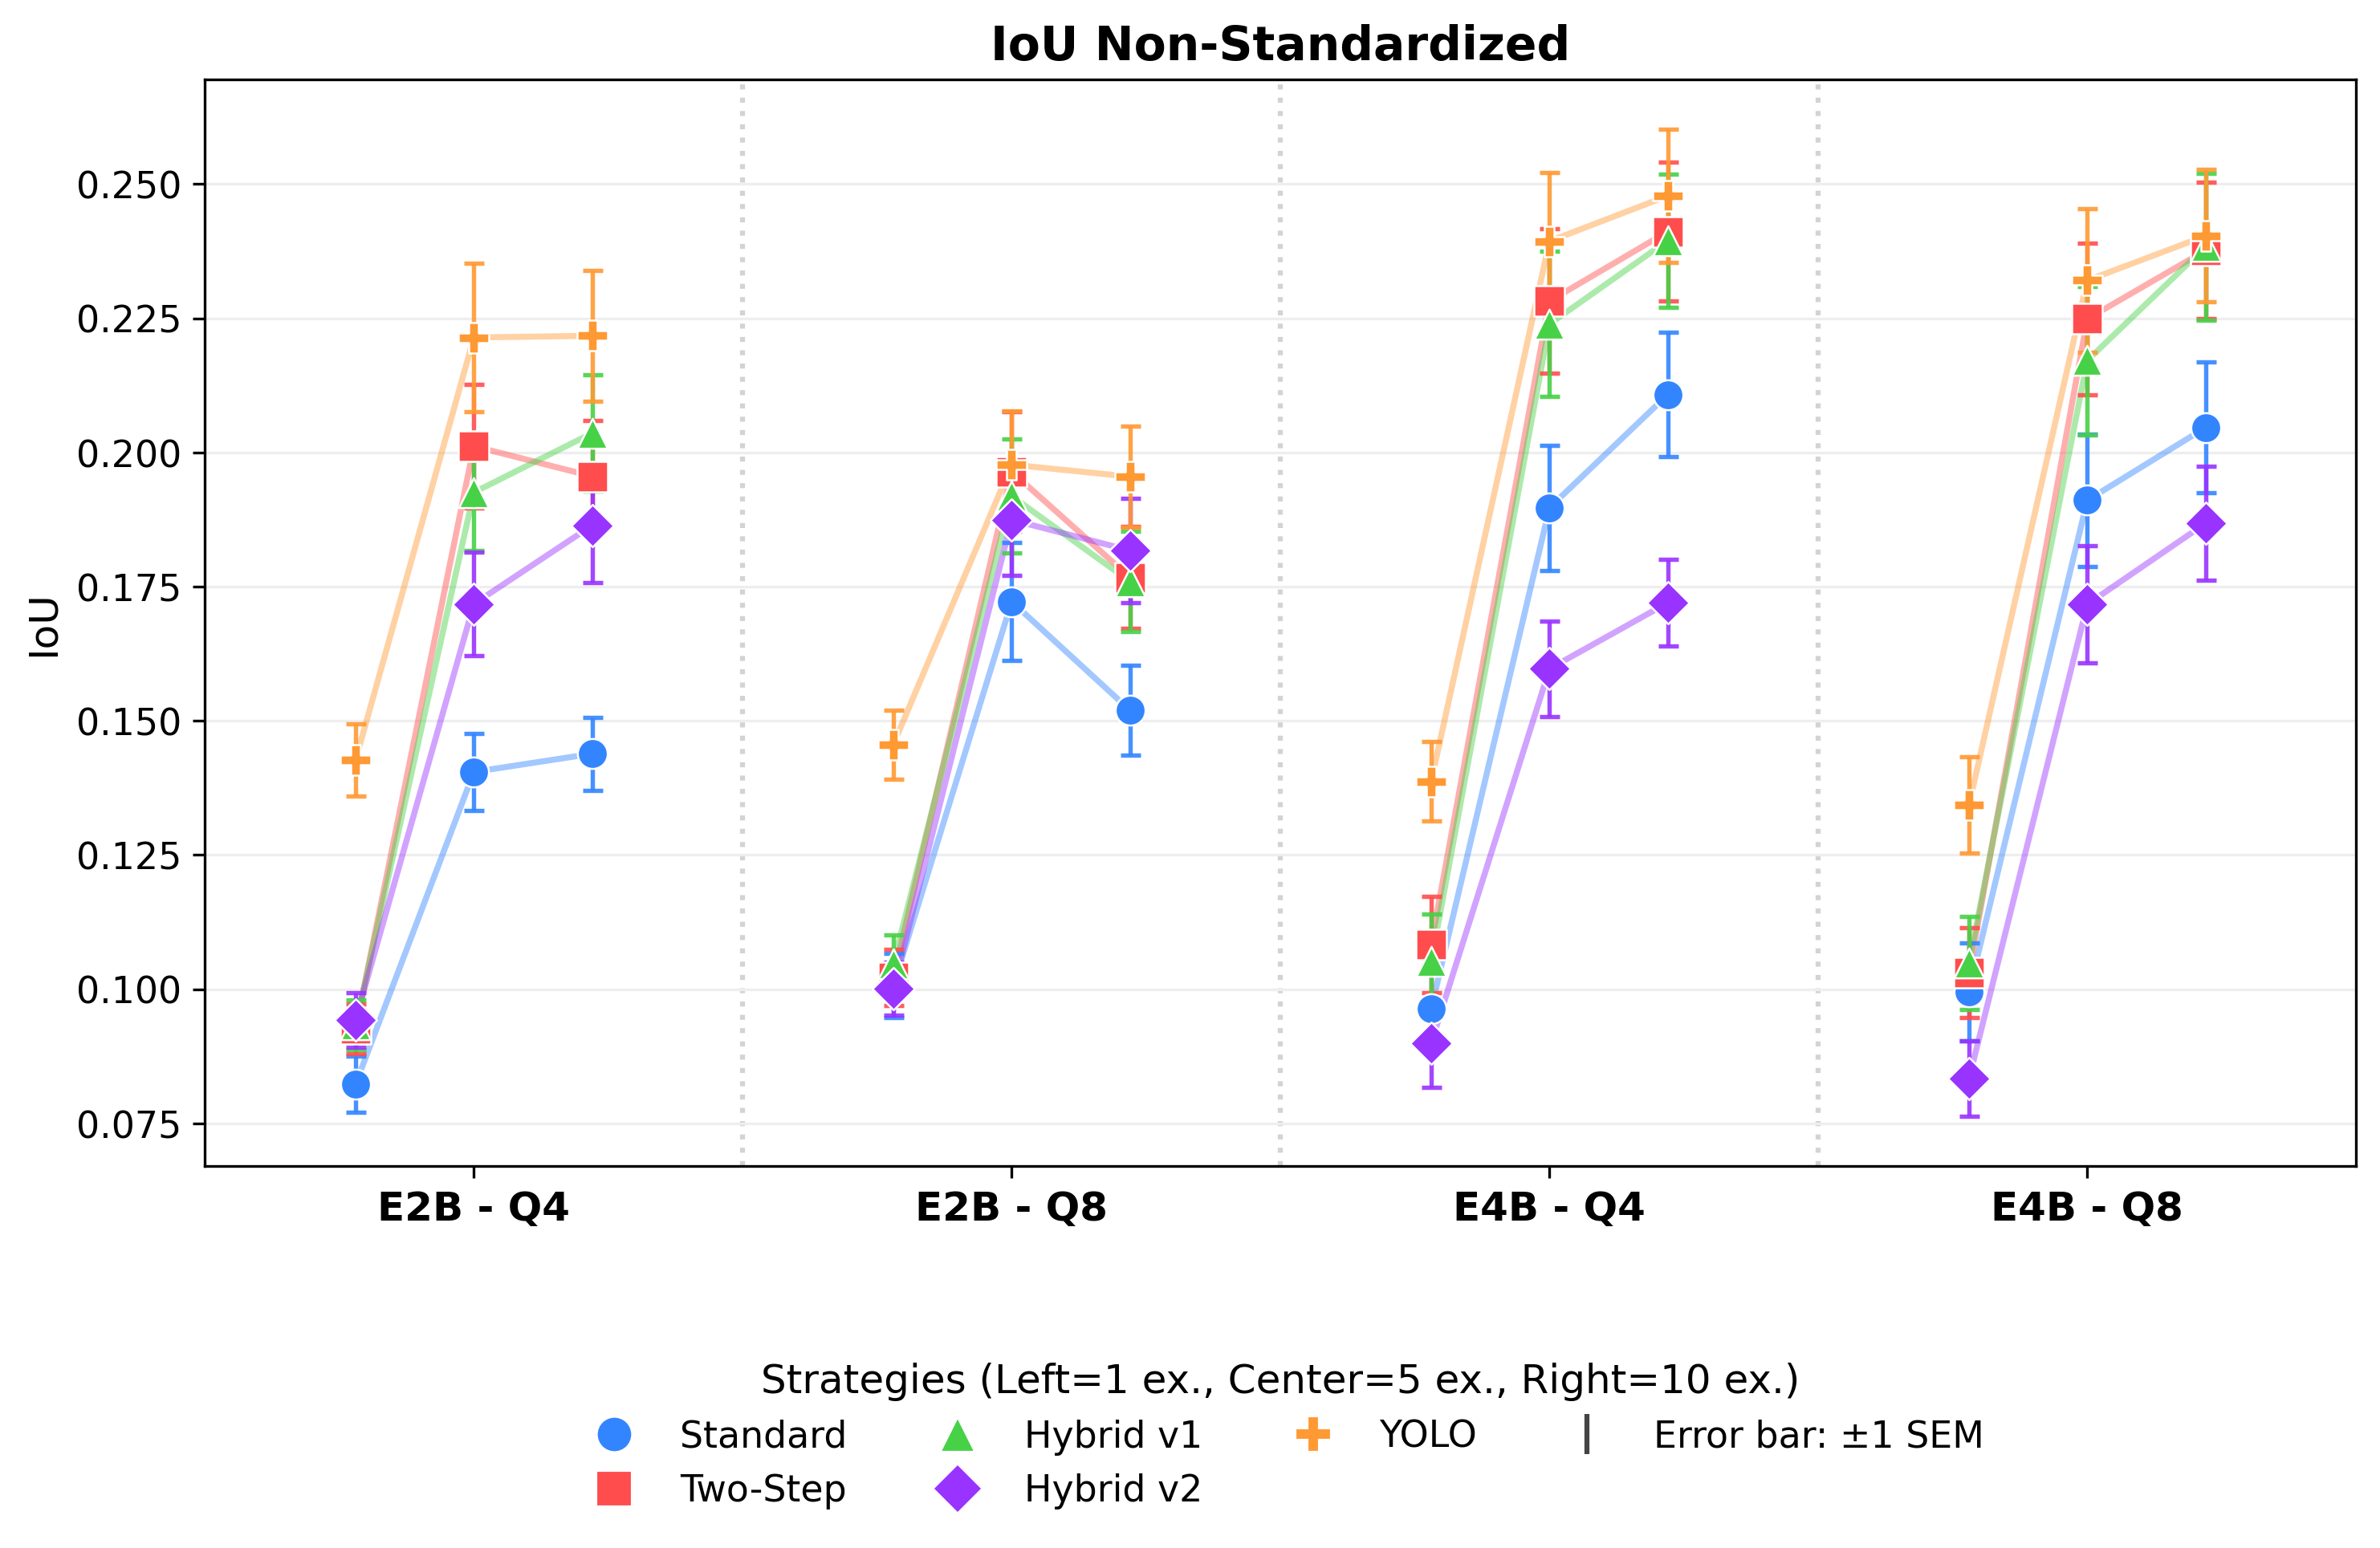 IoU Non-Standardized
IoU
0.250
0.225
0.200
0.175
0.150
0.125
0.100
0.075
E2B - Q4
E2B - Q8
E4B - Q4
E4B - Q8
Strategies (Left=1 ex., Center=5 ex., Right=10 ex.)
Standard
Two-Step
Hybrid v1
Hybrid v2
YOLO
Error bar: ±1 SEM